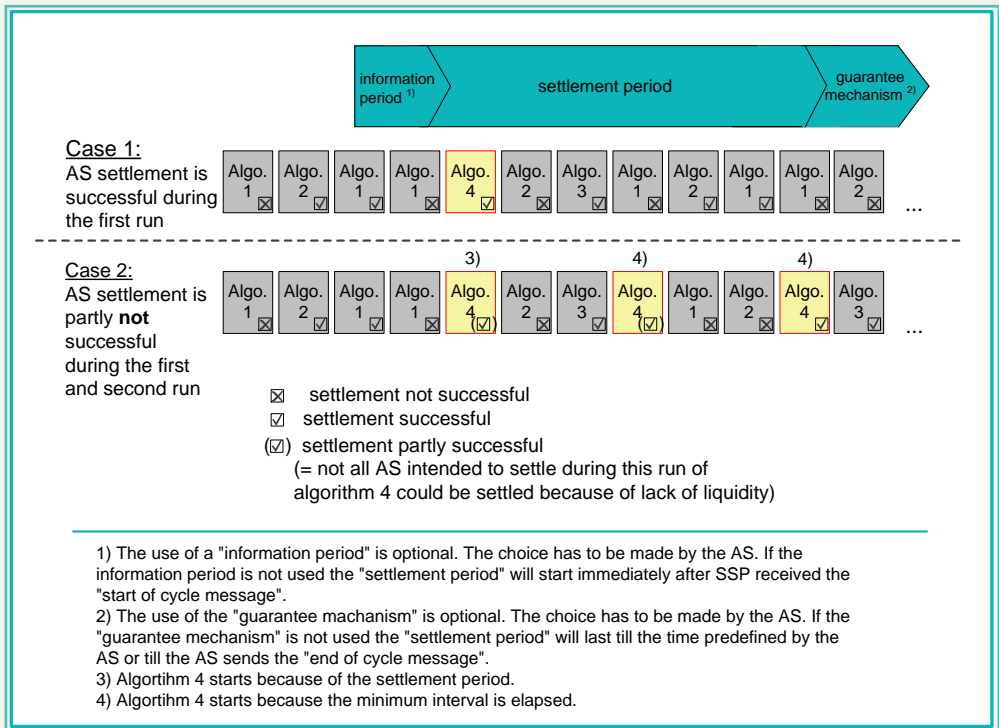 information
period 1)
settlement period
guarantee
mechanism 2)
Case 1:
AS settlement is
successful during
the first run
Algo. 1
Algo. 2
Algo. 1
Algo. 1
Algo. 4
Algo. 2
Algo. 3
Algo. 1
Algo. 2
Algo. 1
Algo. 1
Algo. 2
...
Case 2:
AS settlement is
partly not
successful
during the first
and second run
3)
4)
4)
Algo. 1
Algo. 2
Algo. 1
Algo. 1
Algo. 4
Algo. 2
Algo. 3
Algo. 4
Algo. 1
Algo. 2
Algo. 4
Algo. 3
...
☒ settlement not successful
☑ settlement successful
(☑) settlement partly successful
(= not all AS intended to settle during this run of
algorithm 4 could be settled because of lack of liquidity)
1) The use of a "information period" is optional. The choice has to be made by the AS. If the
information period is not used the "settlement period" will start immediately after SSP received the
"start of cycle message".
2) The use of the "guarantee machanism" is optional. The choice has to be made by the AS. If the
"guarantee mechanism" is not used the "settlement period" will last till the time predefined by the
AS or till the AS sends the "end of cycle message".
3) Algortihm 4 starts because of the settlement period.
4) Algortihm 4 starts because the minimum interval is elapsed.